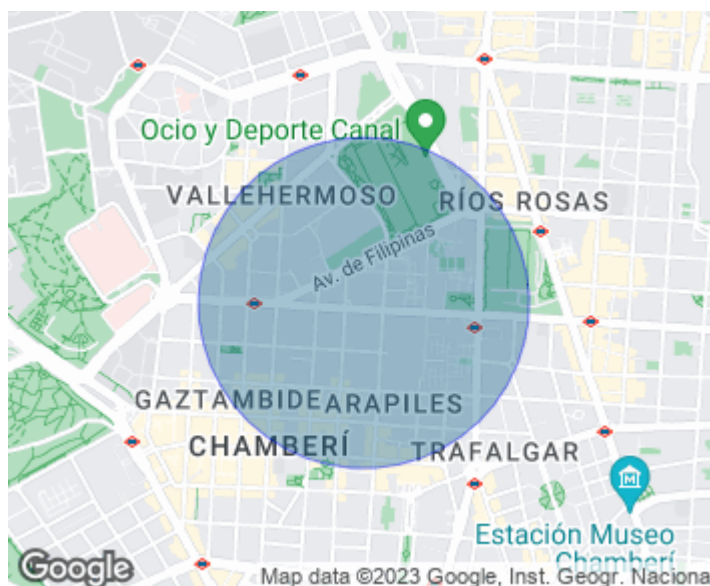 Ocio y Deporte Canal
VALLEHERMOSO
RÍOS ROSAS
Av. de Filipinas
GAZTAMBIDE
ARAPILES
CHAMBERÍ
TRAFALGAR
M
Estación Museo
Chamberí
Google
Map data ©2023 Google, Inst. Geogr. Naciona